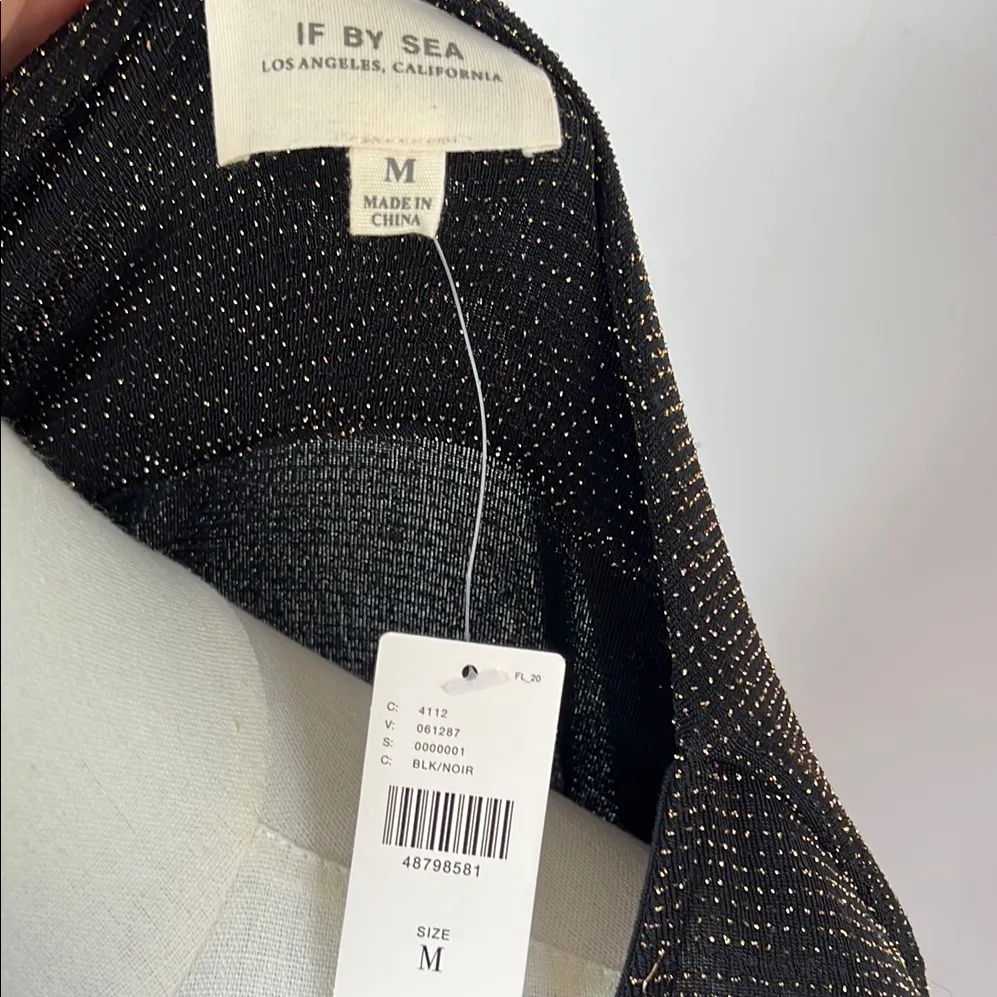 IF BY SEA
LOS ANGELES, CALIFORNIA
M
MADE IN
CHINA
FL_20
C: 4112
V: 061287
S: 0000001
C: BLK/NOIR
48798581
SIZE
M